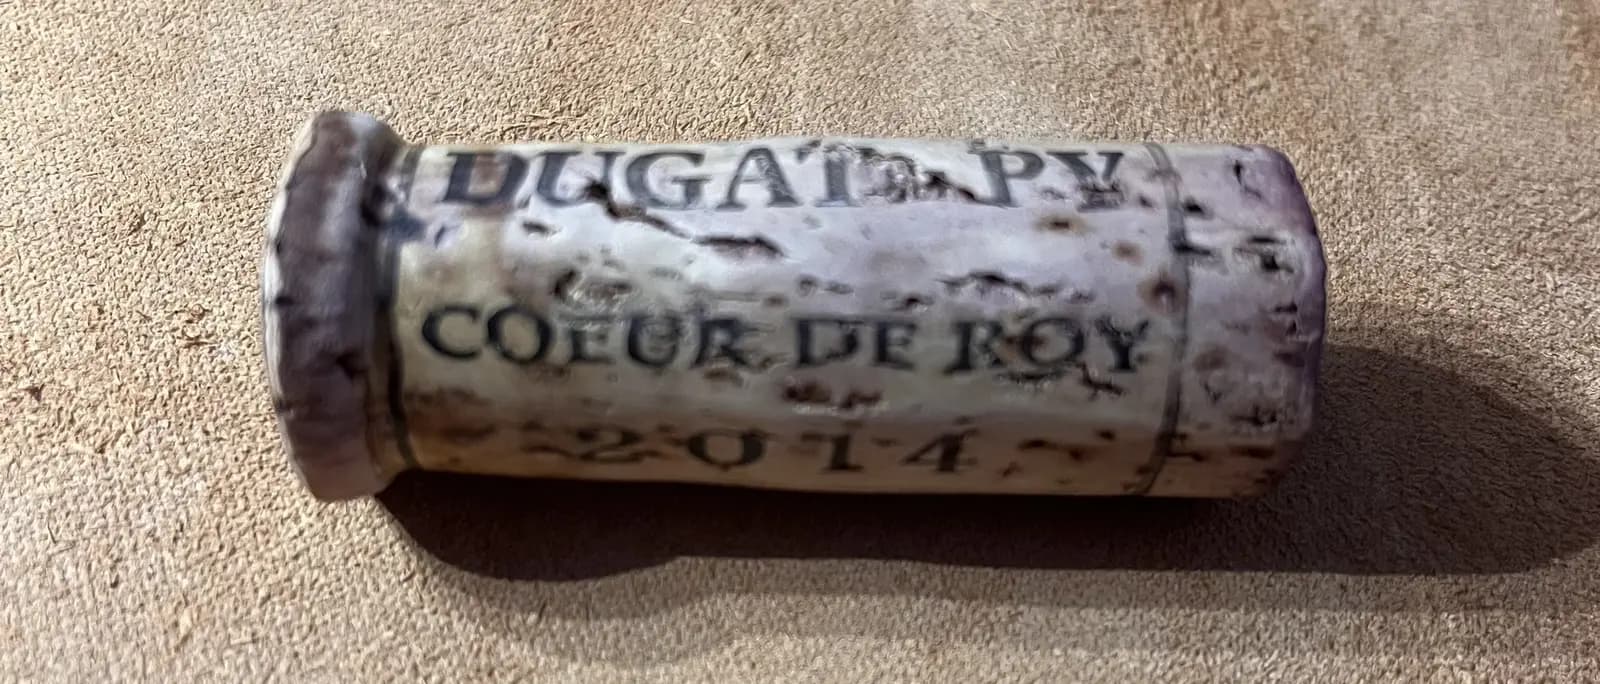 DUGAT-PY
COEUR DE ROY
2014